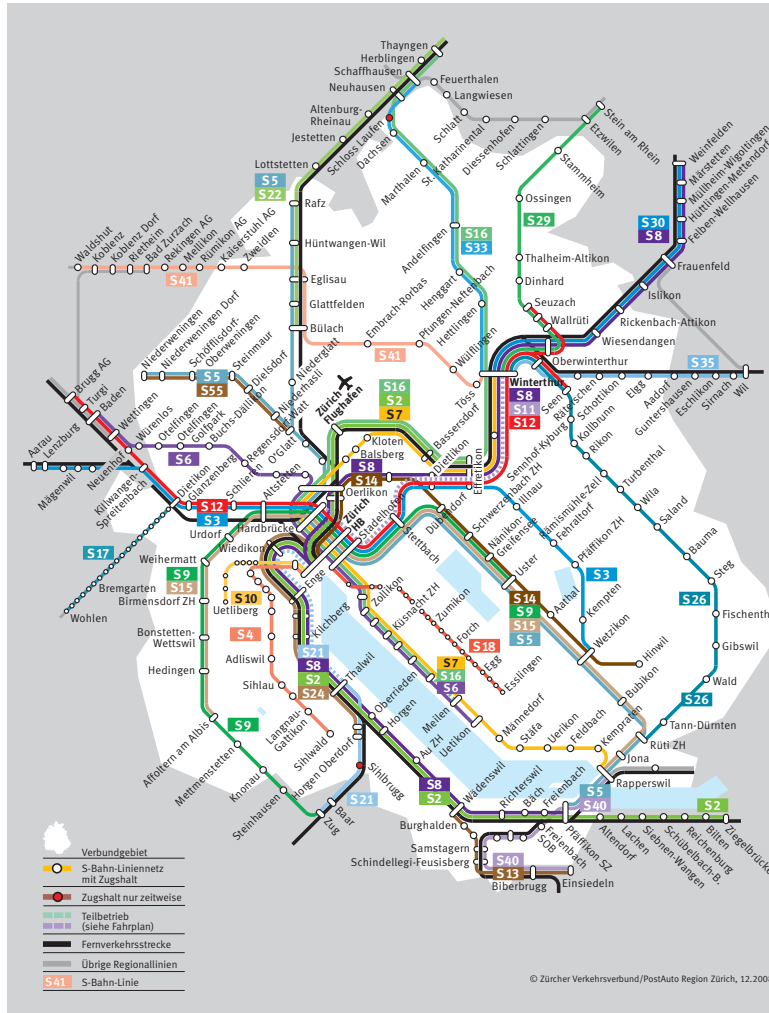 Thayngen
Herblingen
Schaffhausen
Neuhausen
Feuerthalen
Langwiesen
Altenburg-
Rheinau
Jestetten
Schloss Laufen
Dachsen
Schlatt
St. Katharinental
Diessenhofen
Schlattingen
Stein am Rhein
Etzwilen
Stammheim
Lottstetten
S5
S22
Marthalen
Ossingen
Weinfelden
Märstetten
Müllheim-Wigoltingen
Hüttlingen-Mettendorf
Felben-Wellhausen
Rafz
S29
S30
S8
S16
S33
Andelfingen
Waldshut
Koblenz
Koblenz Dorf
Rietheim
Bad Zurzach
Rekingen AG
Mellikon
Rümikon AG
Kaiserstuhl AG
Zweidlen
Hüntwangen-Wil
Thalheim-Altikon
Frauenfeld
S41
Eglisau
Henggart
Dinhard
Islikon
Glattfelden
Embrach-Rorbas
Pfungen-Neftenbach
Hettlingen
Seuzach
Wallrüti
Rickenbach-Attikon
Bülach
Wiesendangen
Niederweningen
Niederweningen Dorf
Schöfflisdorf-
Oberweningen
Steinmaur
Dielsdorf
Niederglatt
S41
Wülflingen
Oberwinterthur
S35
S5
S55
Niederhasli
Zürich
Flughafen
S16
S2
S7
Töss
Winterthur
S8
S11
S12
Seen
Räterschen
Schottikon
Elgg
Aadorf
Guntershausen
Eschlikon
Sirnach
Wil
Brugg AG
Turgi
Baden
Wettingen
Würenlos
Otelfingen
Otelfingen
Golfpark
Buchs-Dällikon
Regensdorf-Watt
O'Glatt
Kloten
Balsberg
Bassersdorf
Dietlikon
Effretikon
Sennhof-Kyburg
Kollbrunn
Rikon
Aarau
Lenzburg
Mägenwil
Neuenhof
Killwangen-
Spreitenbach
S6
Dietikon
Glanzenberg
Schlieren
Altstetten
S8
S14
Oerlikon
Illnau
Rämismühle-Zell
Turbenthal
Wila
S12
S3
Urdorf
Hardbrücke
Zürich
HB
Stadelhofen
Stettbach
Dübendorf
Schwerzenbach ZH
Nänikon-
Greifensee
Fehraltorf
Saland
S17
Weihermatt
Wiedikon
Enge
Uster
Pfäffikon ZH
Bauma
S9
S15
Bremgarten
Birmensdorf ZH
S10
Uetliberg
Zollikon
Küsnacht ZH
Zumikon
S14
S9
S15
S5
Aathal
S3
Kempten
Steg
S26
Fischenth
Wohlen
Bonstetten-
Wettswil
S4
Adliswil
Kilchberg
S21
S8
S2
S24
Forch
S18
Egg
Esslingen
Wetzikon
Hinwil
Gibswil
Hedingen
Sihlau
Thalwil
S7
S16
S6
Bubikon
Wald
S26
S9
Langnau-
Gattikon
Oberrieden
Horgen
Meilen
Uetikon
Männedorf
Stäfa
Uerikon
Feldbach
Kempraten
Tann-Dürnten
Affoltern am Albis
Mettmenstetten
Sihlwald
Horgen Oberdorf
Sihlbrugg
Au ZH
Rüti ZH
Jona
Knonau
S8
S2
Wädenswil
Richterswil
Bäch
Freienbach
S5
S40
Rapperswil
Steinhausen
S21
Baar
Zug
Burghalden
Samstagern
Schindellegi-Feusisberg
Freienbach
SOB
Pfäffikon SZ
Altendorf
Lachen
Siebnen-Wangen
Schübelbach-B.
Reichenburg
Bilten
S2
Ziegelbrücke
S40
S13
Biberbrugg
Einsiedeln
Verbundgebiet
S-Bahn-Liniennetz
mit Zugshalt
Zugshalt nur zeitweise
Teilbetrieb
(siehe Fahrplan)
Fernverkehrsstrecke
Übrige Regionallinien
S41
S-Bahn-Linie
© Zürcher Verkehrsverbund/PostAuto Region Zürich, 12.2008